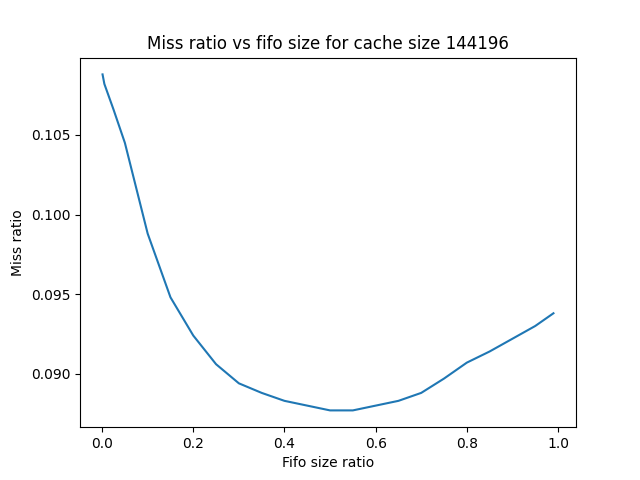 Miss ratio vs fifo size for cache size 144196
0.105
0.100
0.095
0.090
Miss ratio
0.0 0.2 0.4 0.6 0.8 1.0
Fifo size ratio